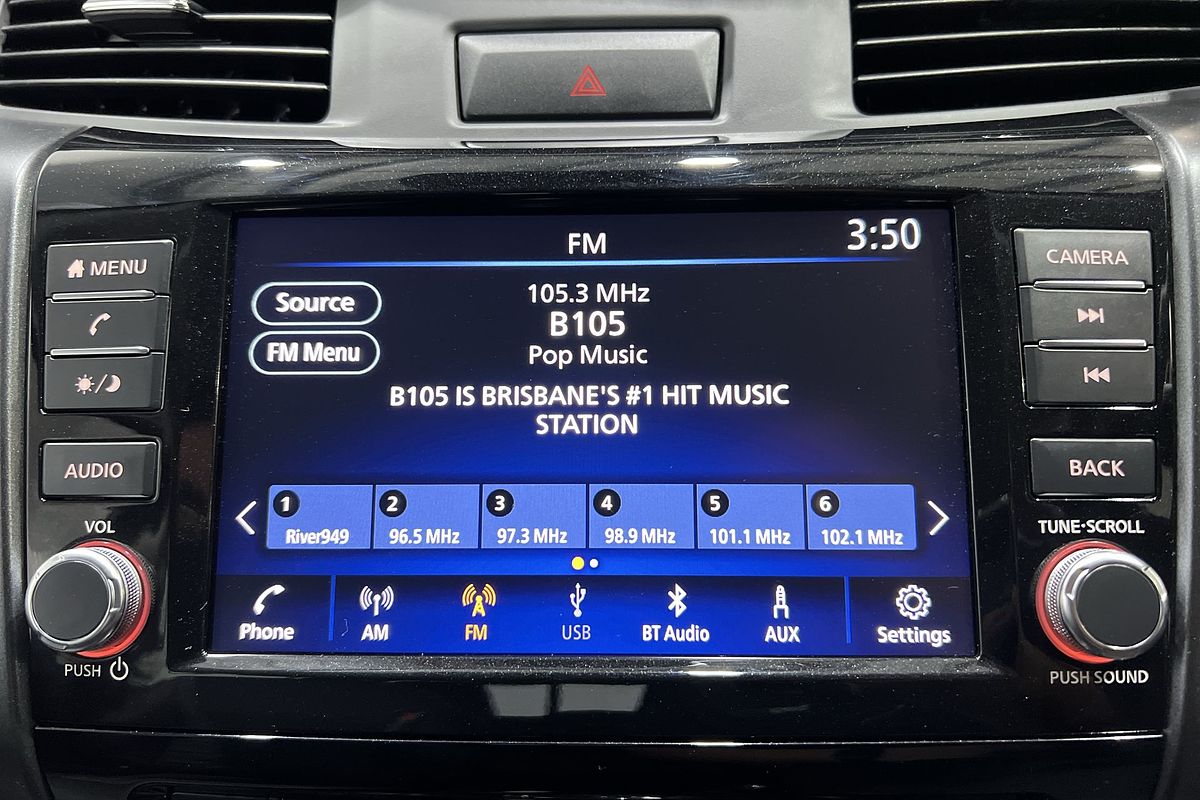 FM
3:50
MENU
CAMERA
Source
105.3 MHz
B105
FM Menu
Pop Music
B105 IS BRISBANE'S #1 HIT MUSIC
STATION
AUDIO
BACK
VOL
TUNE·SCROLL
1 2 3 4 5 6
River949 96.5 MHz 97.3 MHz 98.9 MHz 101.1 MHz 102.1 MHz
Phone AM FM USB BT Audio AUX Settings
PUSH
PUSH SOUND